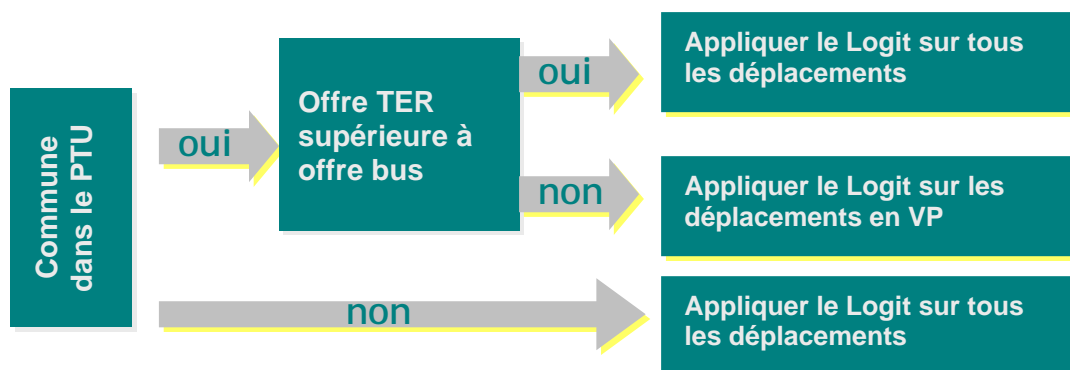 Commune
dans le PTU
oui
Offre TER
supérieure à
offre bus
oui
Appliquer le Logit sur tous
les déplacements
non
Appliquer le Logit sur les
déplacements en VP
non
Appliquer le Logit sur tous
les déplacements